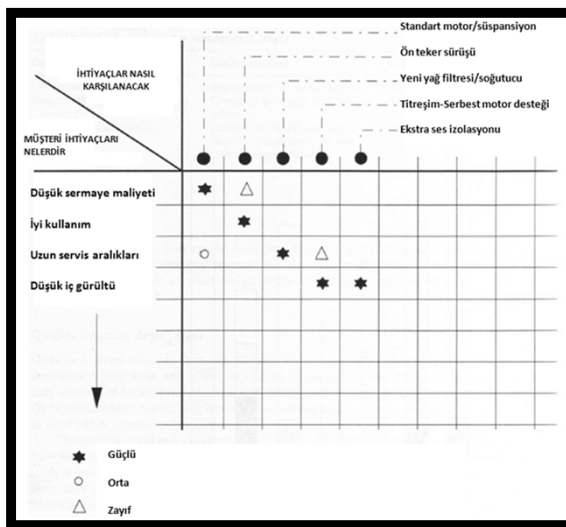 Standart motor/süspansiyon
Ön teker sürüşü
Yeni yağ filtresi/soğutucu
Titreşim-Serbest motor desteği
Ekstra ses izolasyonu
İHTİYAÇLAR NASIL
KARŞILANACAK
MÜŞTERİ İHTİYAÇLARI
NELERDİR
Düşük sermaye maliyeti
İyi kullanım
Uzun servis aralıkları
Düşük iç gürültü
Güçlü
Orta
Zayıf